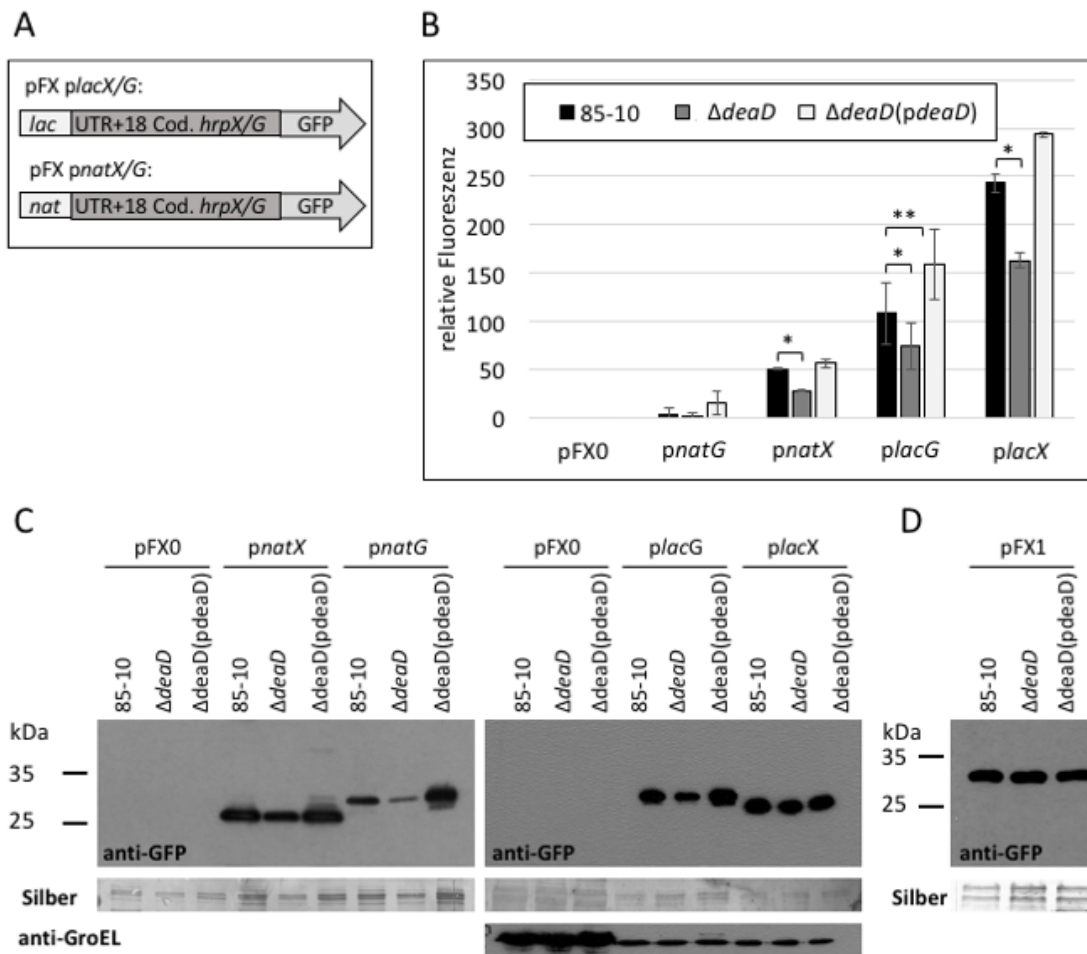 A
pFX placX/G:
lac UTR+18 Cod. hrpX/G GFP
pFX pnatX/G:
nat UTR+18 Cod. hrpX/G GFP
B
relative Fluoreszenz
350
300
250
200
150
100
50
0
85-10 ΔdeaD ΔdeaD(pdeaD)
*
**
*
*
pFX0 pnatG pnatX placG placX
C
pFX0 pnatX pnatG pFX0 placG placX
85-10 ΔdeaD ΔdeaD(pdeaD) 85-10 ΔdeaD ΔdeaD(pdeaD) 85-10 ΔdeaD ΔdeaD(pdeaD) 85-10 ΔdeaD ΔdeaD(pdeaD) 85-10 ΔdeaD ΔdeaD(pdeaD) 85-10 ΔdeaD ΔdeaD(pdeaD)
kDa
35
25
anti-GFP anti-GFP
Silber
anti-GroEL
D
pFX1
85-10 ΔdeaD ΔdeaD(pdeaD)
kDa
35
25
anti-GFP
Silber